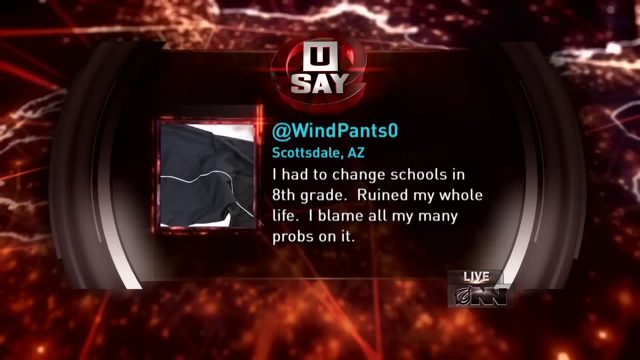 U
SAY
@WindPants0
Scottsdale, AZ
I had to change schools in
8th grade. Ruined my whole
life. I blame all my many
probs on it.
LIVE
ONN